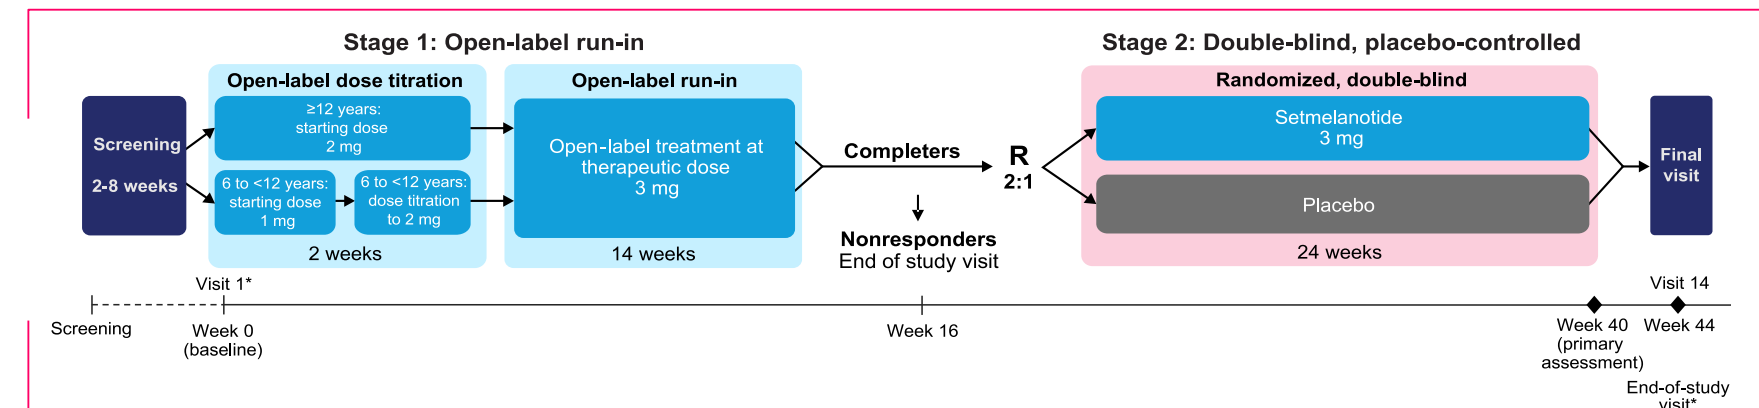 Stage 1: Open-label run-in
Stage 2: Double-blind, placebo-controlled
Open-label dose titration
Open-label run-in
Randomized, double-blind
Screening
2-8 weeks
≥12 years:
starting dose
2 mg
6 to <12 years:
starting dose
1 mg
6 to <12 years:
dose titration
to 2 mg
2 weeks
Open-label treatment at
therapeutic dose
3 mg
14 weeks
Completers
Nonresponders
End of study visit
R
2:1
Setmelanotide
3 mg
Placebo
24 weeks
Final
visit
Visit 1*
Visit 14
Screening
Week 0
(baseline)
Week 16
Week 40
(primary
assessment)
Week 44
End-of-study
visit*